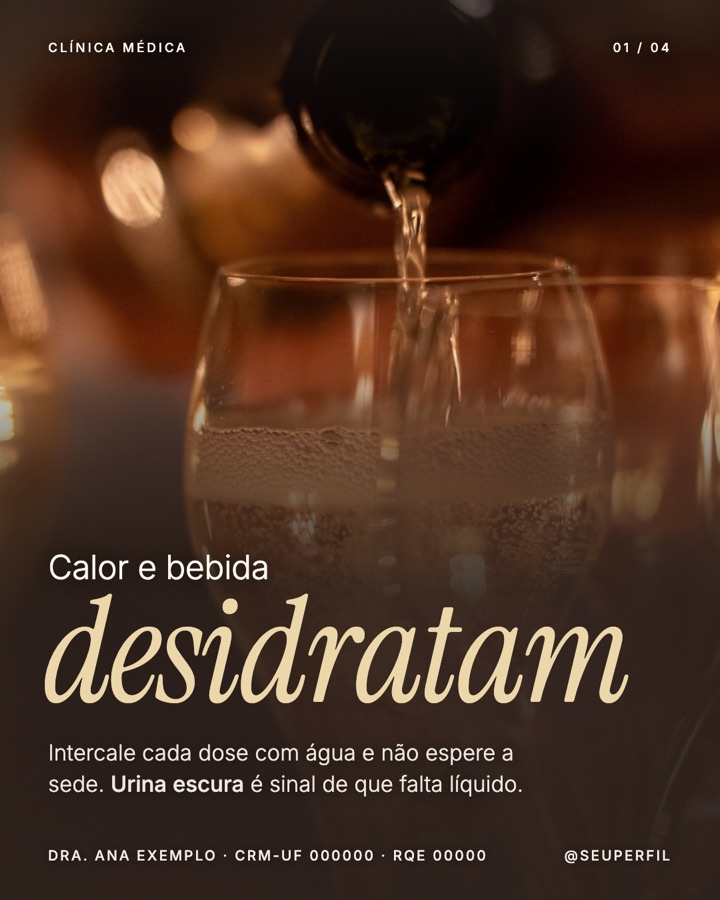 CLÍNICA MÉDICA
01 / 04
Calor e bebida
desidratam
Intercale cada dose com água e não espere a
sede. Urina escura é sinal de que falta líquido.
DRA. ANA EXEMPLO · CRM-UF 000000 · RQE 00000
@SEUPERFIL